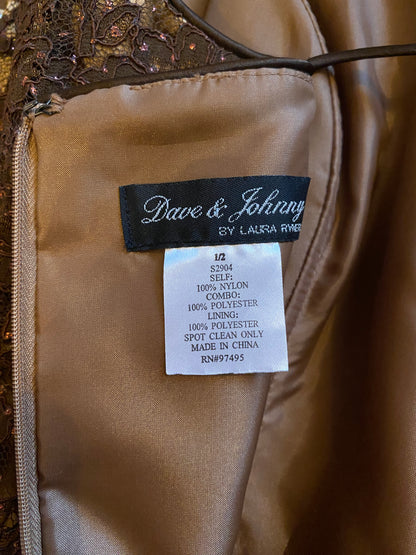 Dave & Johnny
BY LAURA
1/2
S2904
SELF:
100% NYLON
COMBO:
100% POLYESTER
LINING:
100% POLYESTER
SPOT CLEAN ONLY
MADE IN CHINA
RN#97495